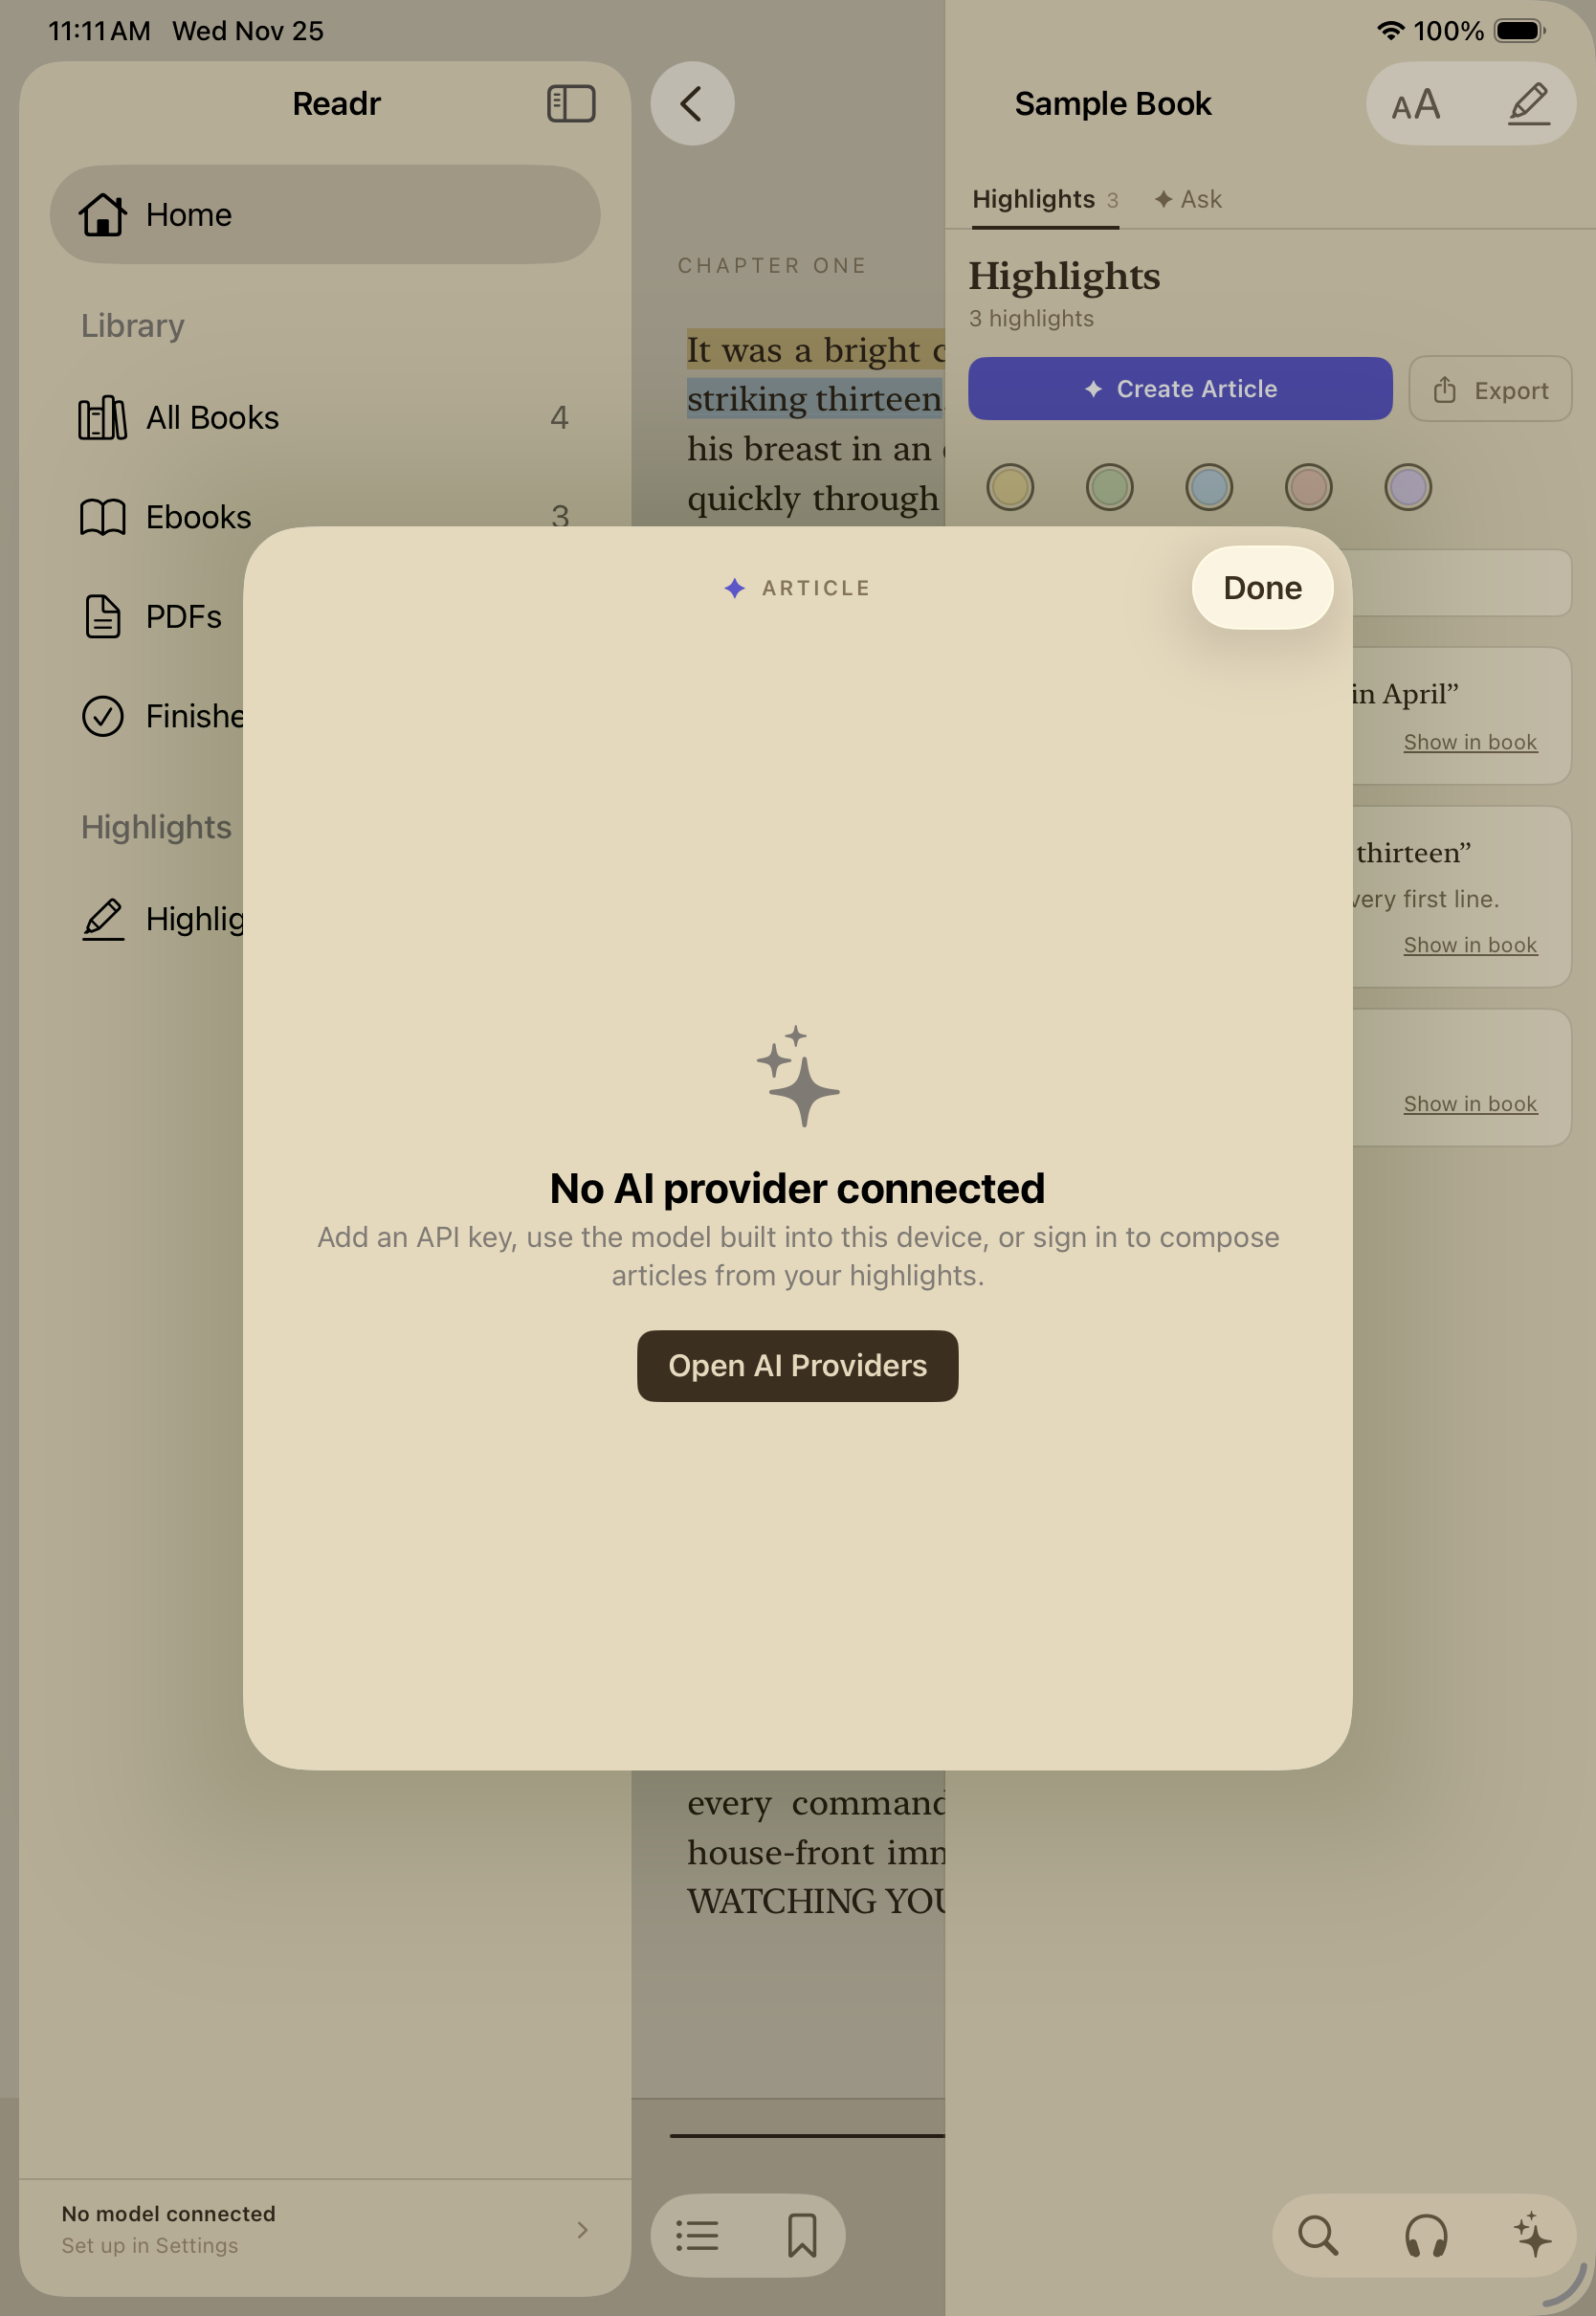 11:11 AM Wed Nov 25
100%
Readr
Home
Library
All Books 4
Ebooks 3
PDFs
Finishe
Highlights
Highlig
No model connected
Set up in Settings
CHAPTER ONE
It was a bright c
striking thirteen.
his breast in an e
quickly through
every command
house-front imm
WATCHING YOU
Sample Book
AA
Highlights 3
Ask
Highlights
3 highlights
Create Article
Export
in April”
Show in book
thirteen”
very first line.
Show in book
Show in book
ARTICLE
Done
No AI provider connected
Add an API key, use the model built into this device, or sign in to compose
articles from your highlights.
Open AI Providers